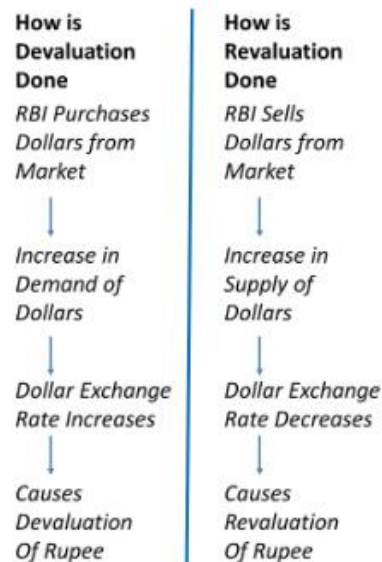 How is
Devaluation
Done
RBI Purchases
Dollars from
Market
Increase in
Demand of
Dollars
Dollar Exchange
Rate Increases
Causes
Devaluation
Of Rupee
How is
Revaluation
Done
RBI Sells
Dollars from
Market
Increase in
Supply of
Dollars
Dollar Exchange
Rate Decreases
Causes
Revaluation
Of Rupee